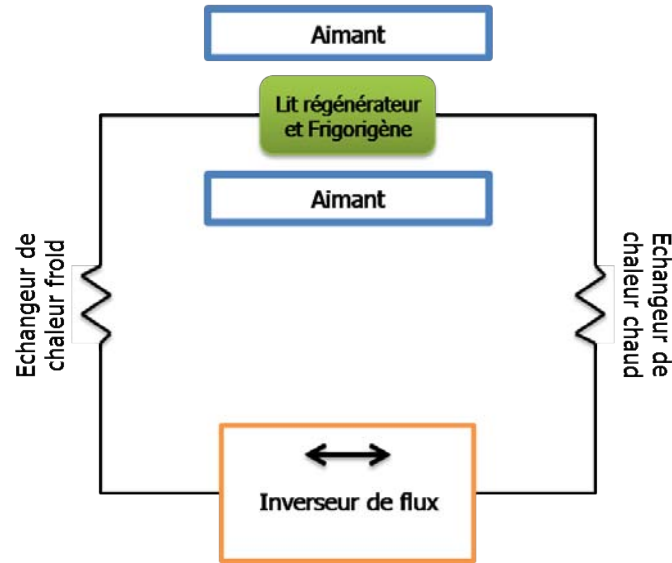 Aimant
Lit régénérateur
et Frigorigène
Aimant
Echangeur de
chaleur froid
Echangeur de
chaleur chaud
Inverseur de flux